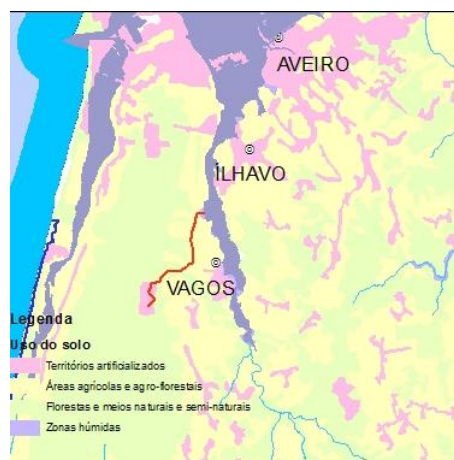 AVEIRO
ÍLHAVO
VAGOS
Legenda
Uso do solo
Territórios artificializados
Áreas agrícolas e agro-florestais
Florestas e meios naturais e semi-naturais
Zonas húmidas